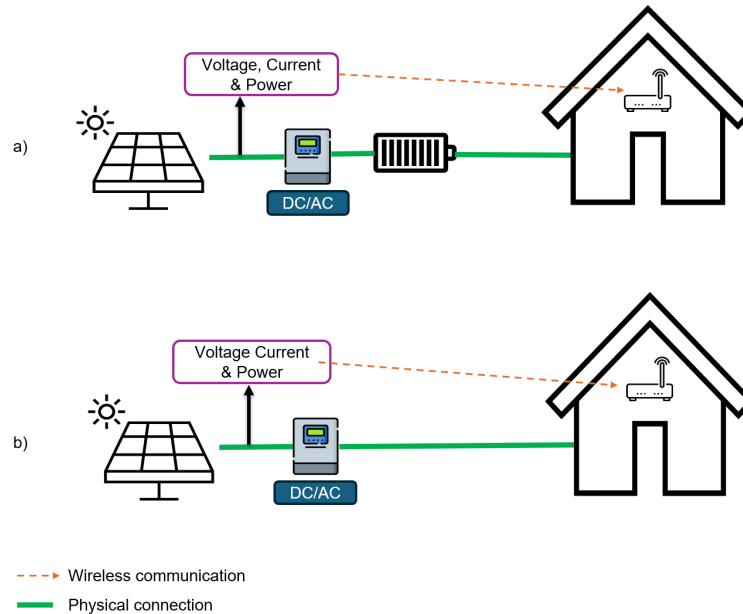 Voltage, Current
& Power
a)
DC/AC
Voltage Current
& Power
b)
DC/AC
Wireless communication
Physical connection